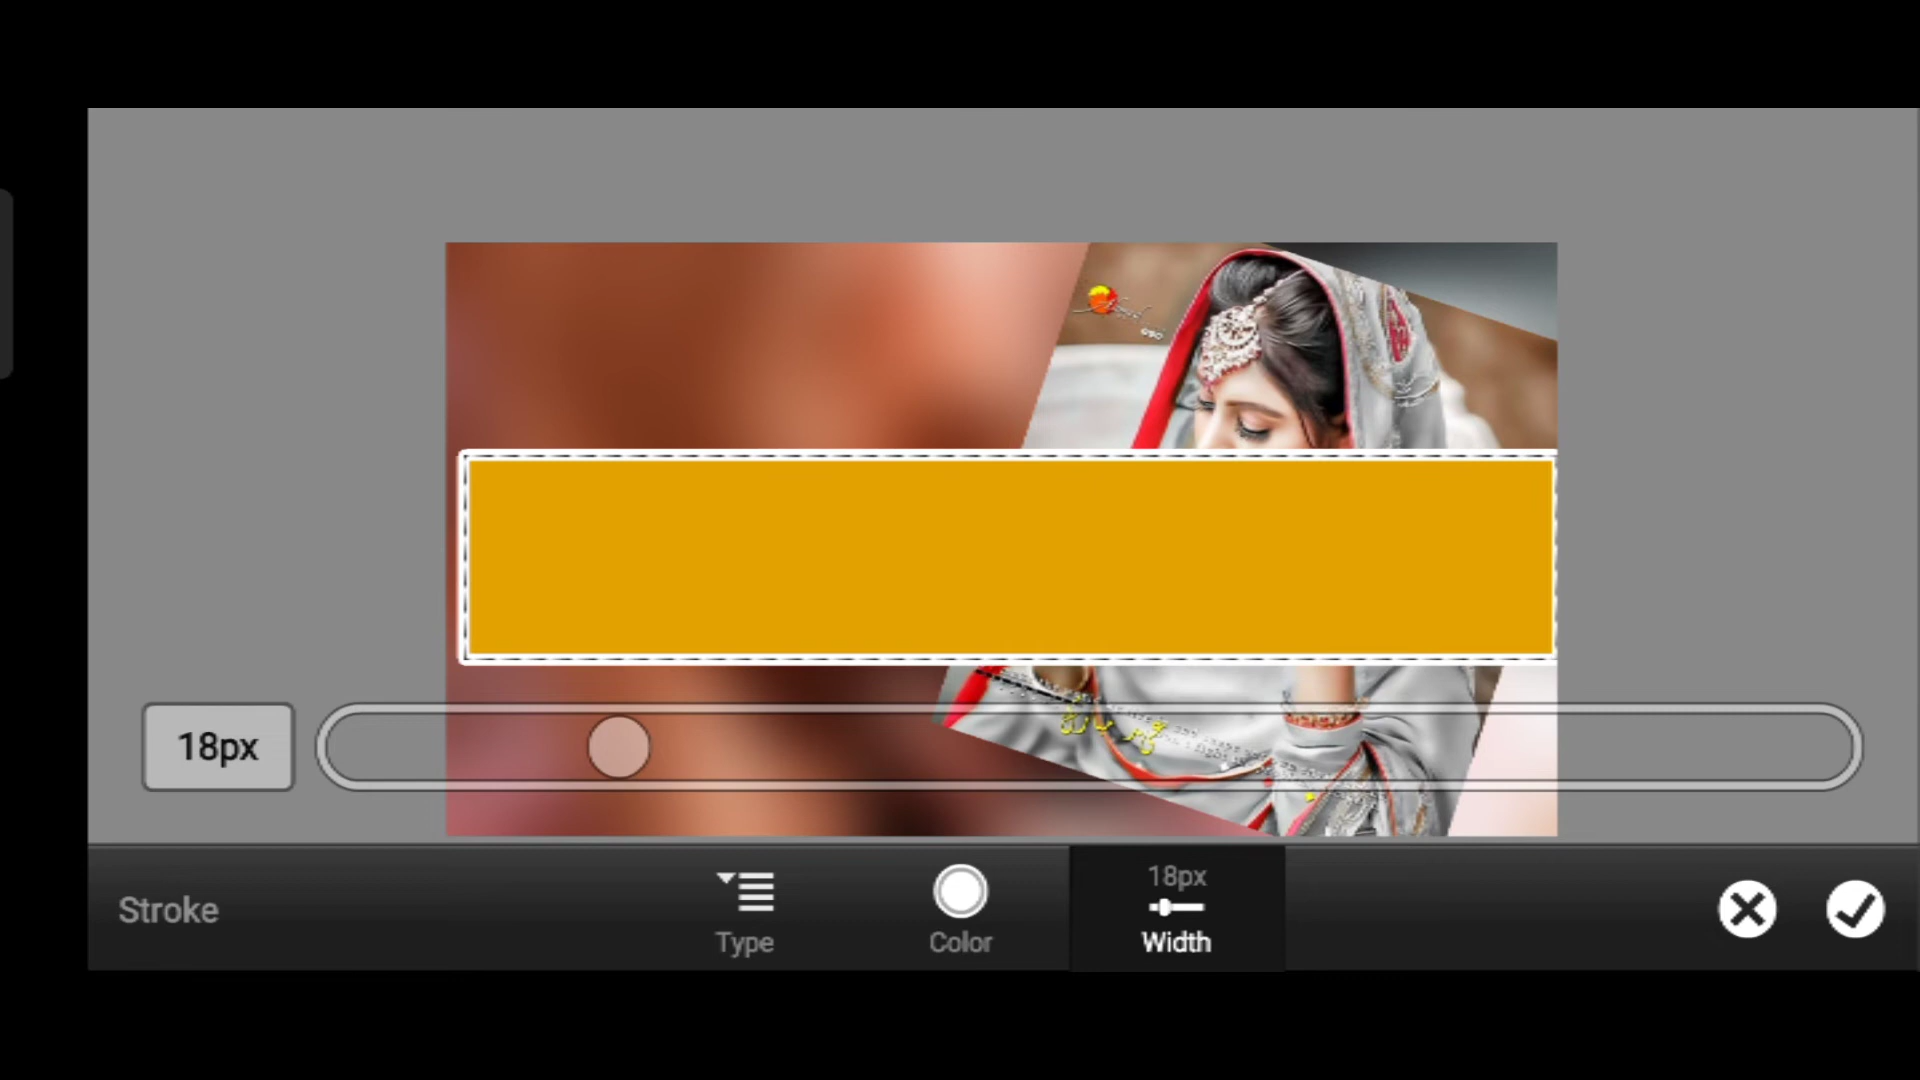 18px
Stroke
Type
Color
18px
Width